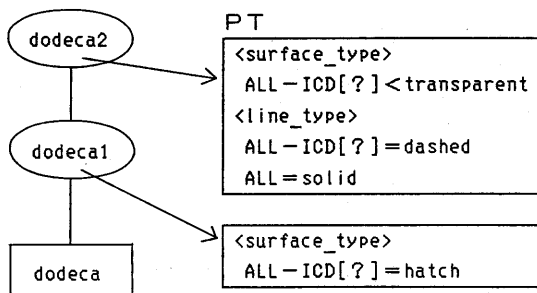 PT
dodeca2
<surface_type>
ALL-ICD[?]<transparent
<line_type>
ALL-ICD[?]=dashed
ALL=solid
dodeca1
<surface_type>
ALL-ICD[?]=hatch
dodeca